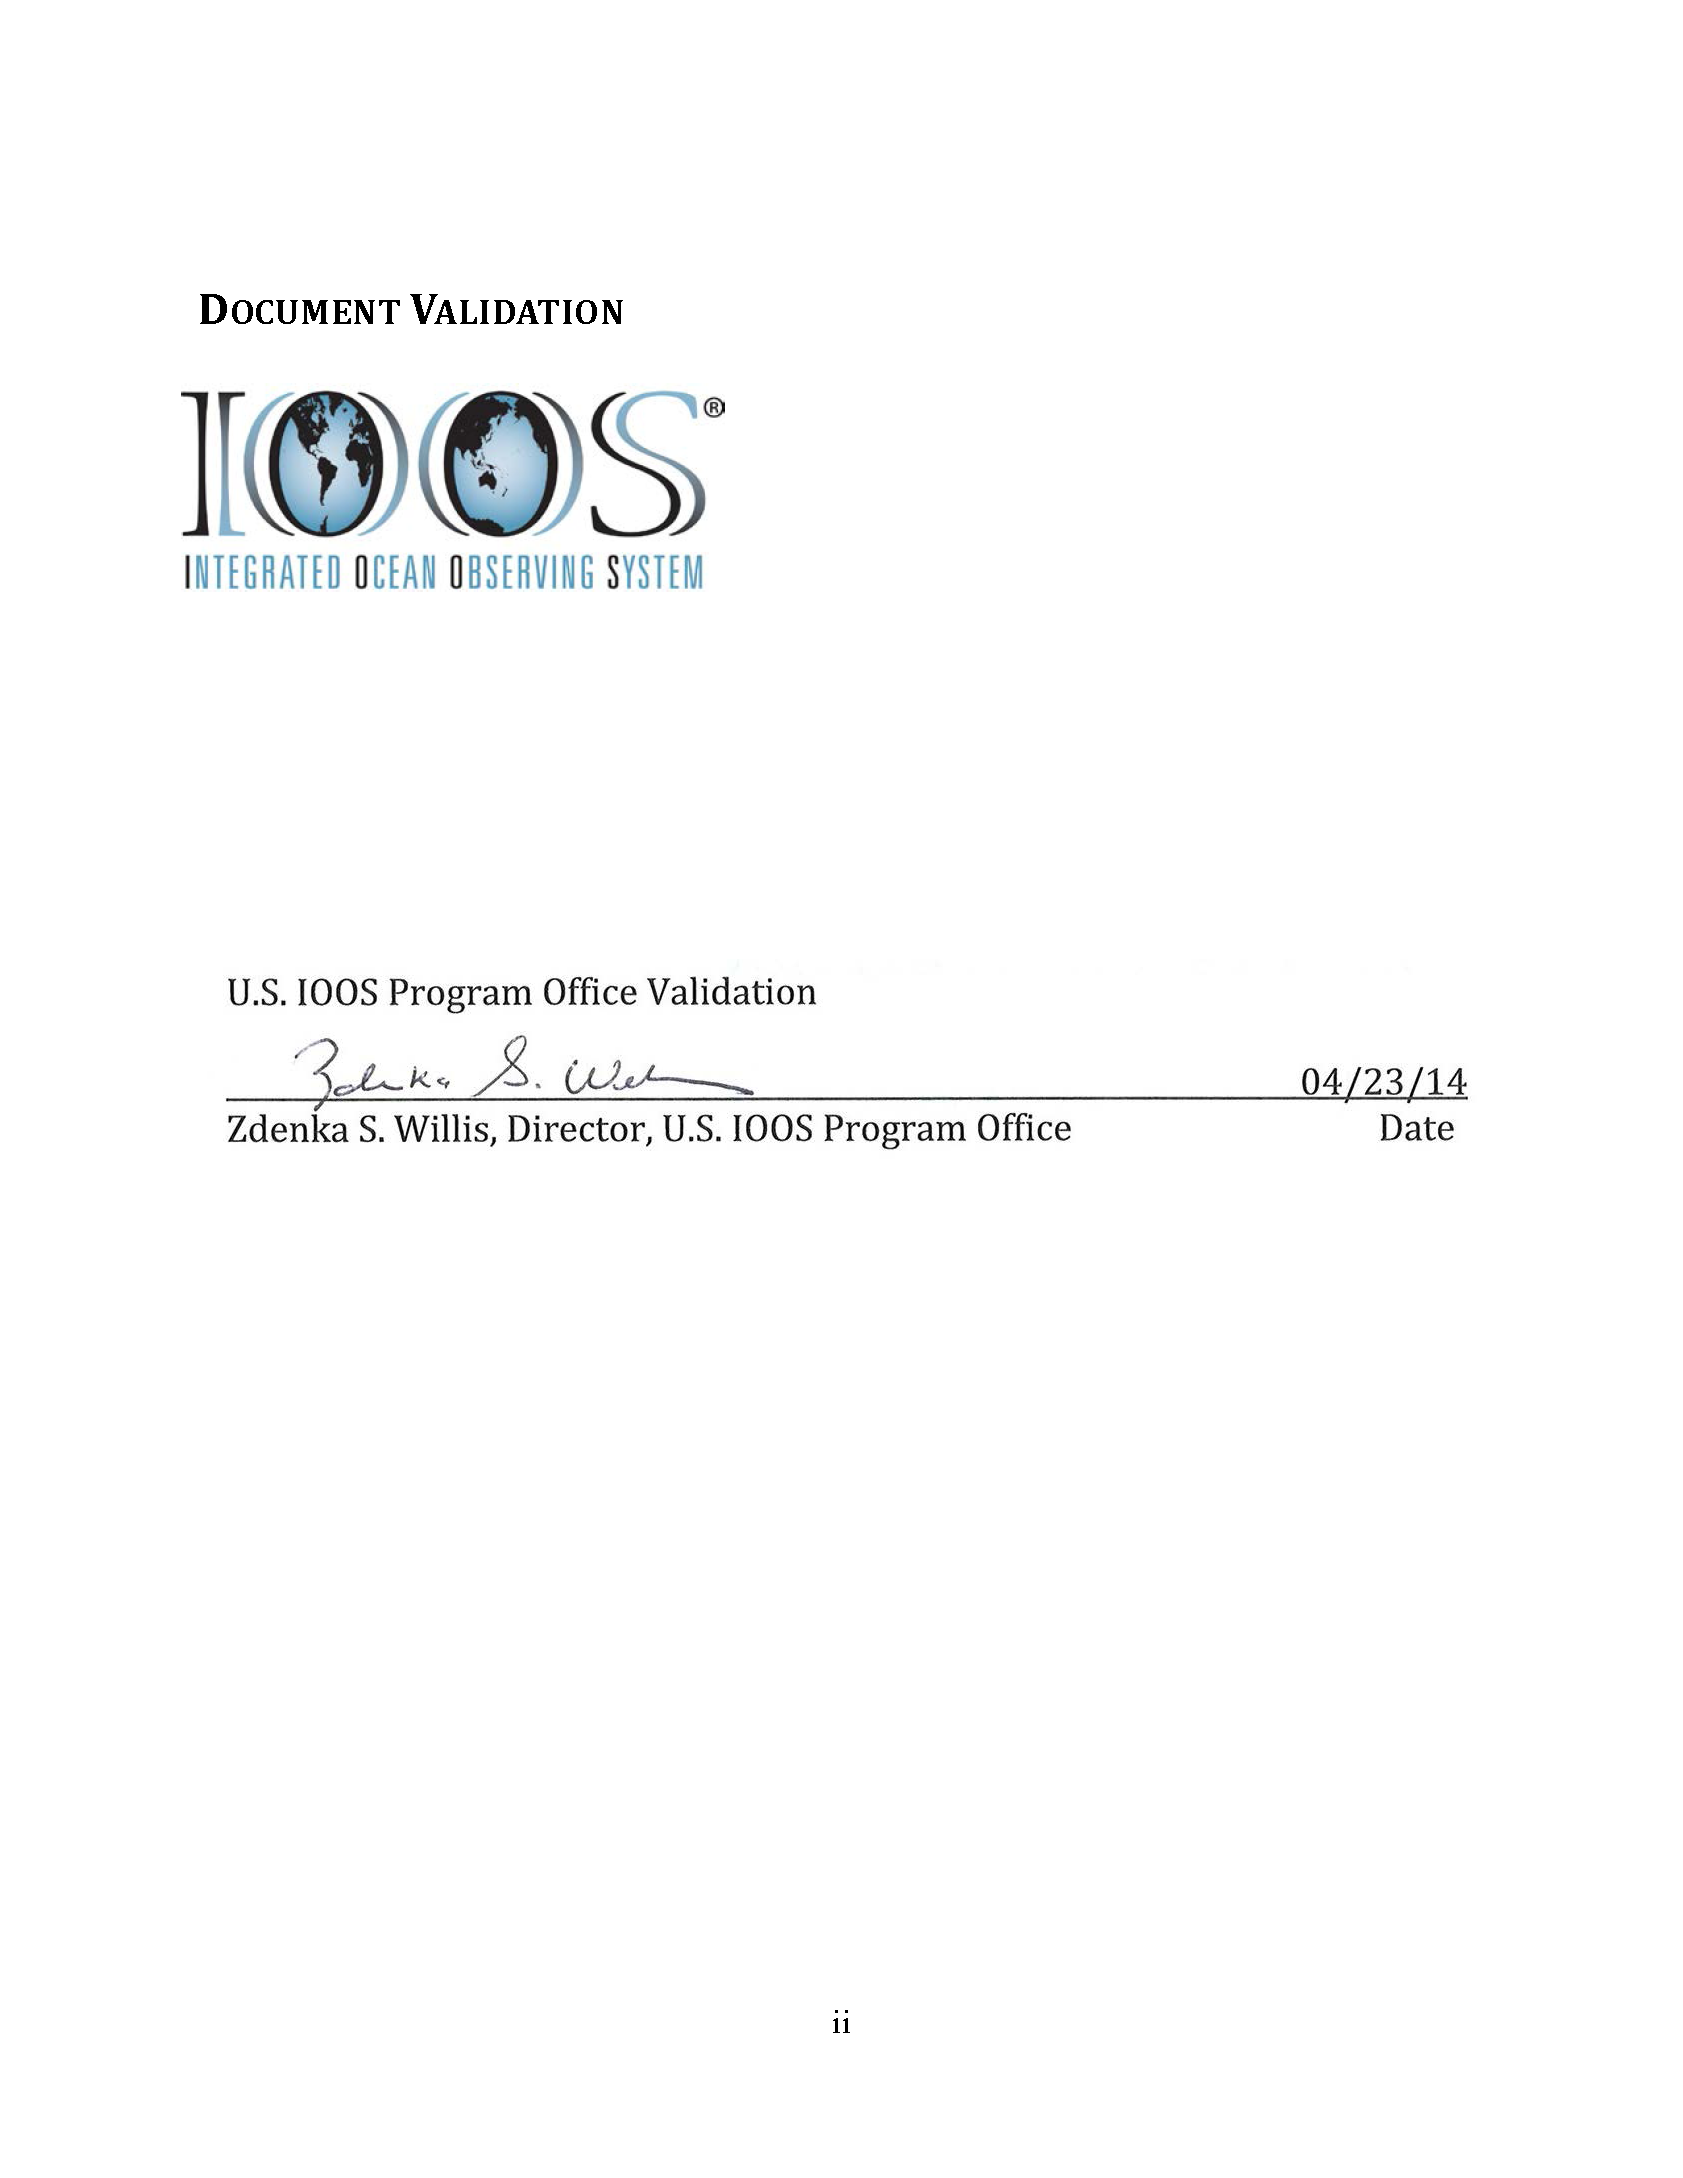 DOCUMENT VALIDATION
IOOS®
INTEGRATED OCEAN OBSERVING SYSTEM
U.S. IOOS Program Office Validation
Zdenka S. Willis 04/23/14
Zdenka S. Willis, Director, U.S. IOOS Program Office Date
ii